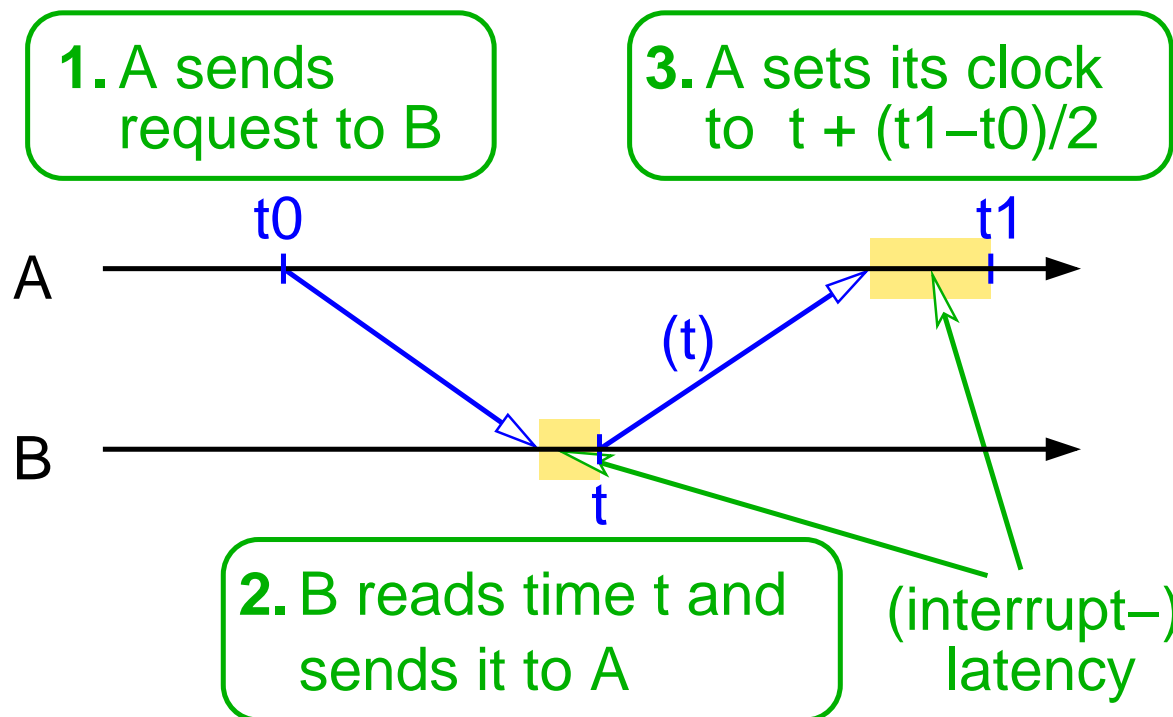 1. A sends
request to B
3. A sets its clock
to t + (t1–t0)/2
t0
t1
A
(t)
B
t
2. B reads time t and
sends it to A
(interrupt–)
latency